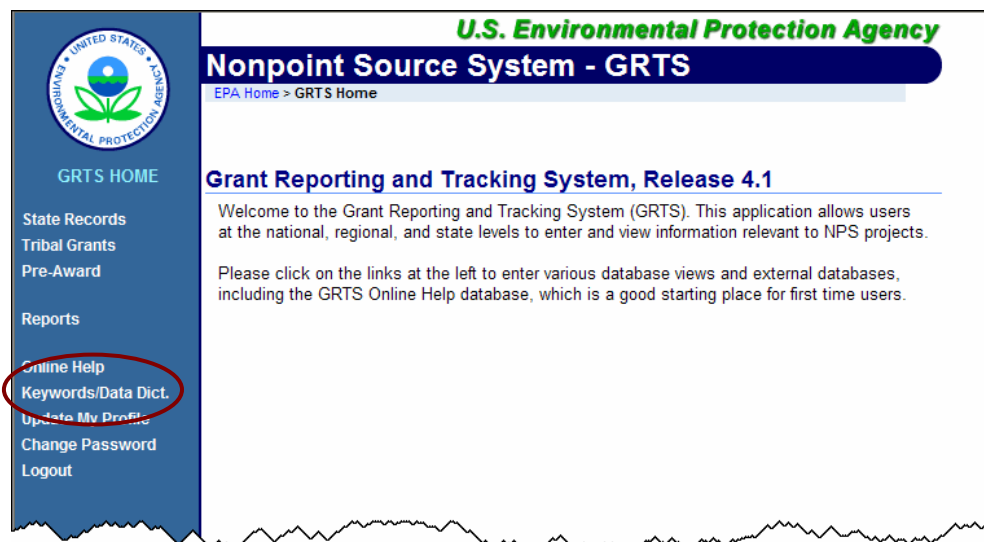 U.S. Environmental Protection Agency
UNITED STATES
ENVIRONMENTAL PROTECTION AGENCY
Nonpoint Source System - GRTS
EPA Home > GRTS Home
GRTS HOME
State Records
Tribal Grants
Pre-Award
Reports
Online Help
Keywords/Data Dict.
Update My Profile
Change Password
Logout
Grant Reporting and Tracking System, Release 4.1
Welcome to the Grant Reporting and Tracking System (GRTS). This application allows users
at the national, regional, and state levels to enter and view information relevant to NPS projects.
Please click on the links at the left to enter various database views and external databases,
including the GRTS Online Help database, which is a good starting place for first time users.